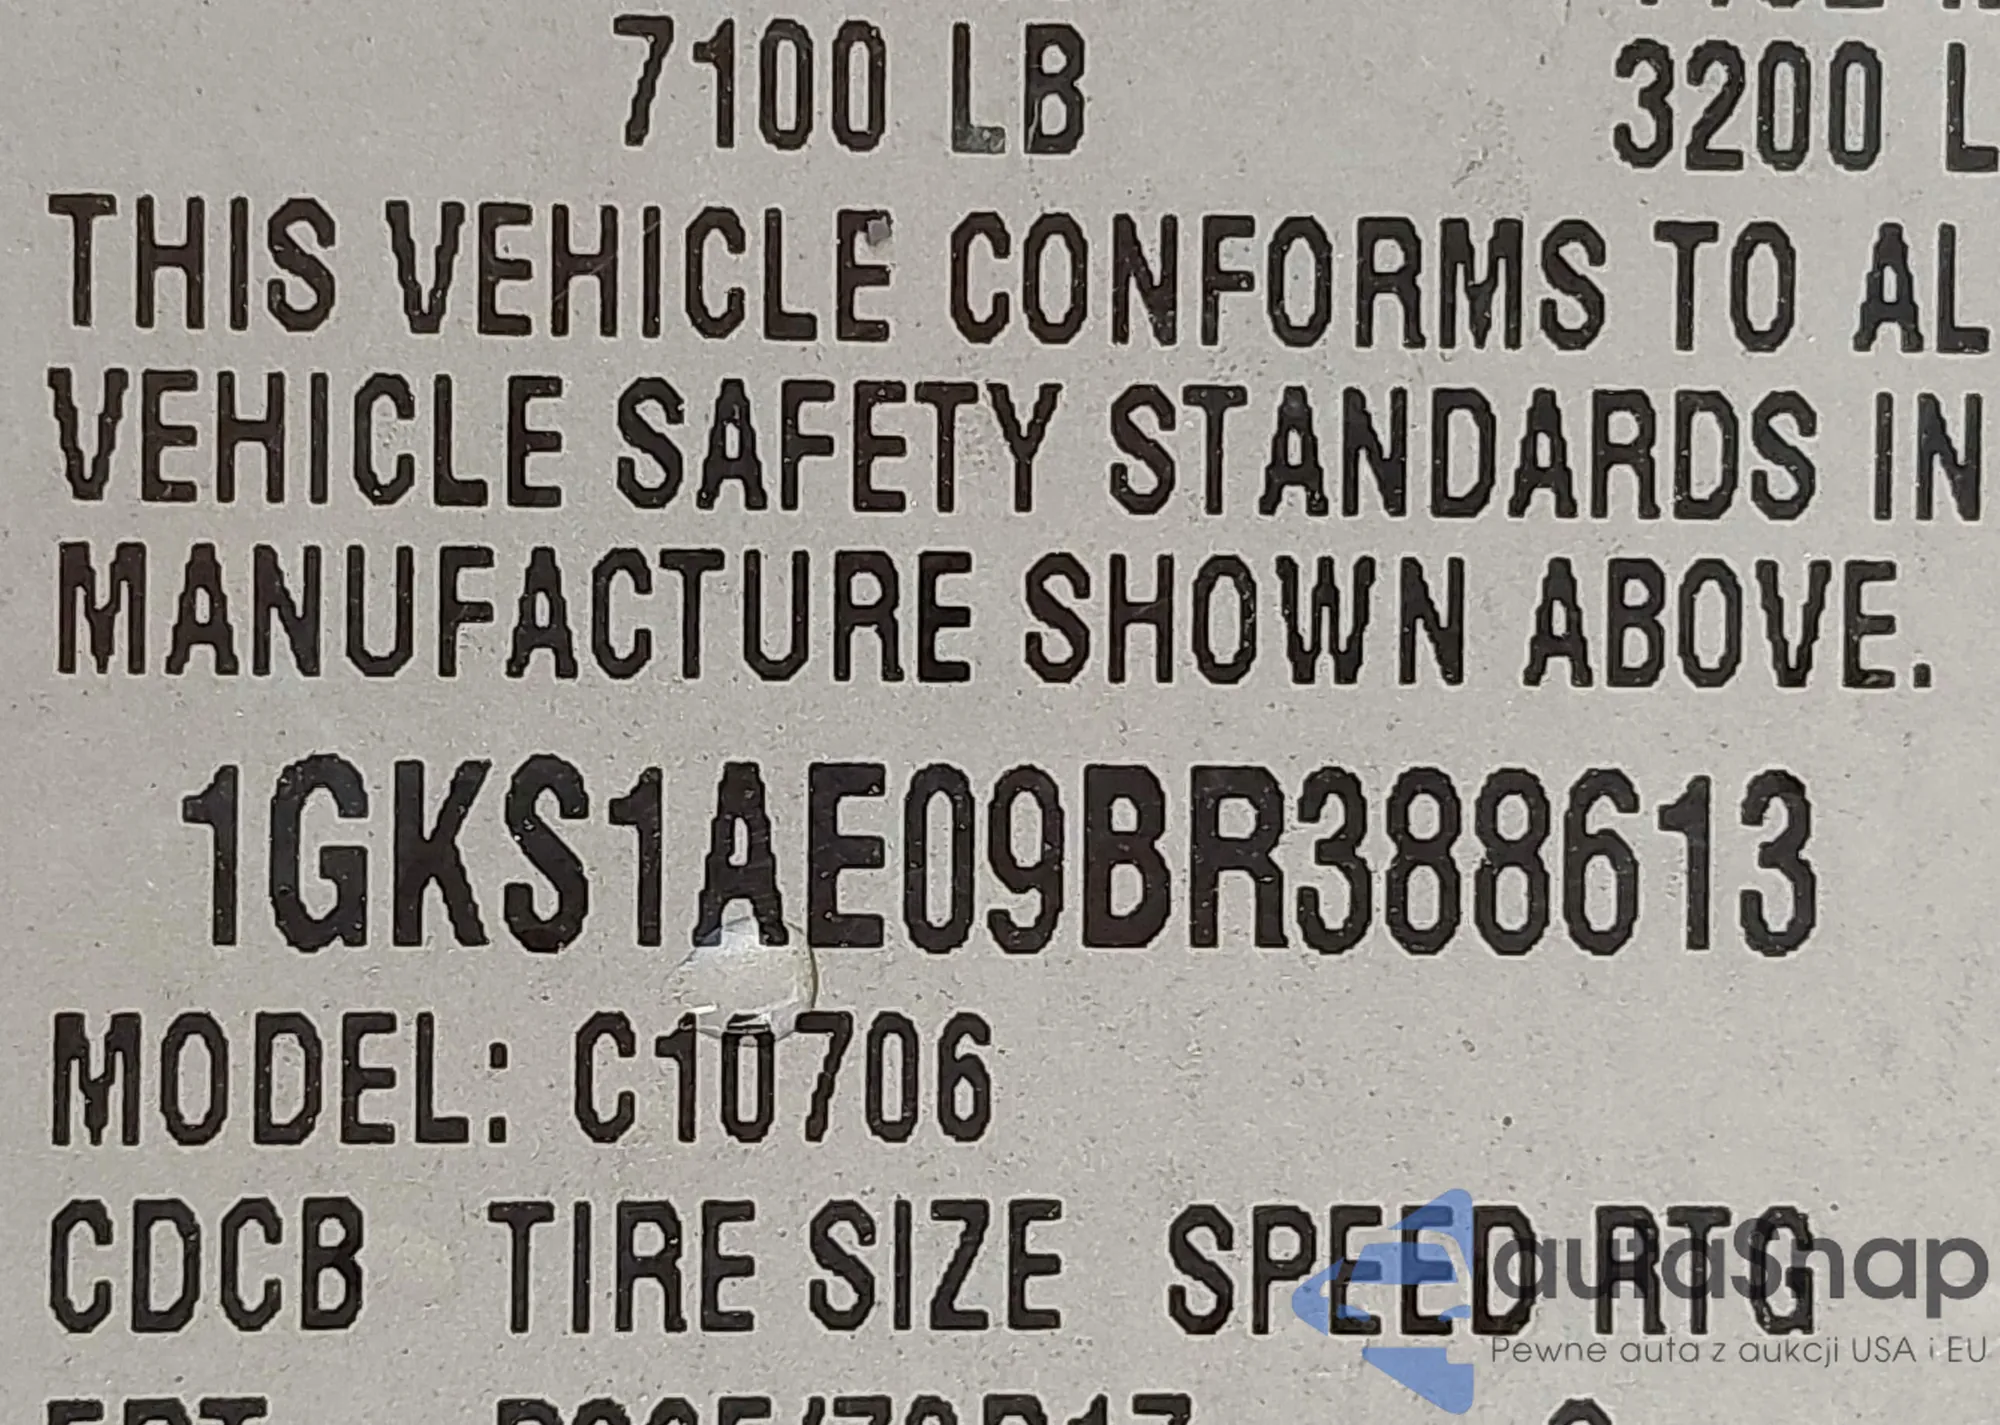 7100 LB 3200 L
THIS VEHICLE CONFORMS TO AL
VEHICLE SAFETY STANDARDS IN
MANUFACTURE SHOWN ABOVE.
1GKS1AE09BR388613
MODEL: C10706
CDCB TIRE SIZE SPEED RTG
autaSnap
Pewne auta z aukcji USA i EU